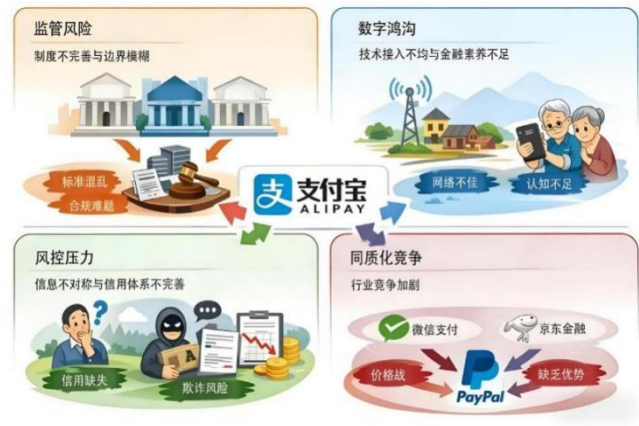 监管风险
制度不完善与边界模糊
标准混乱
合规难题
数字鸿沟
技术接入不均与金融素养不足
网络不佳
认知不足
支付宝
ALIPAY
风控压力
信息不对称与信用体系不完善
信用缺失
欺诈风险
同质化竞争
行业竞争加剧
微信支付
京东金融
价格战
缺乏优势
PayPal